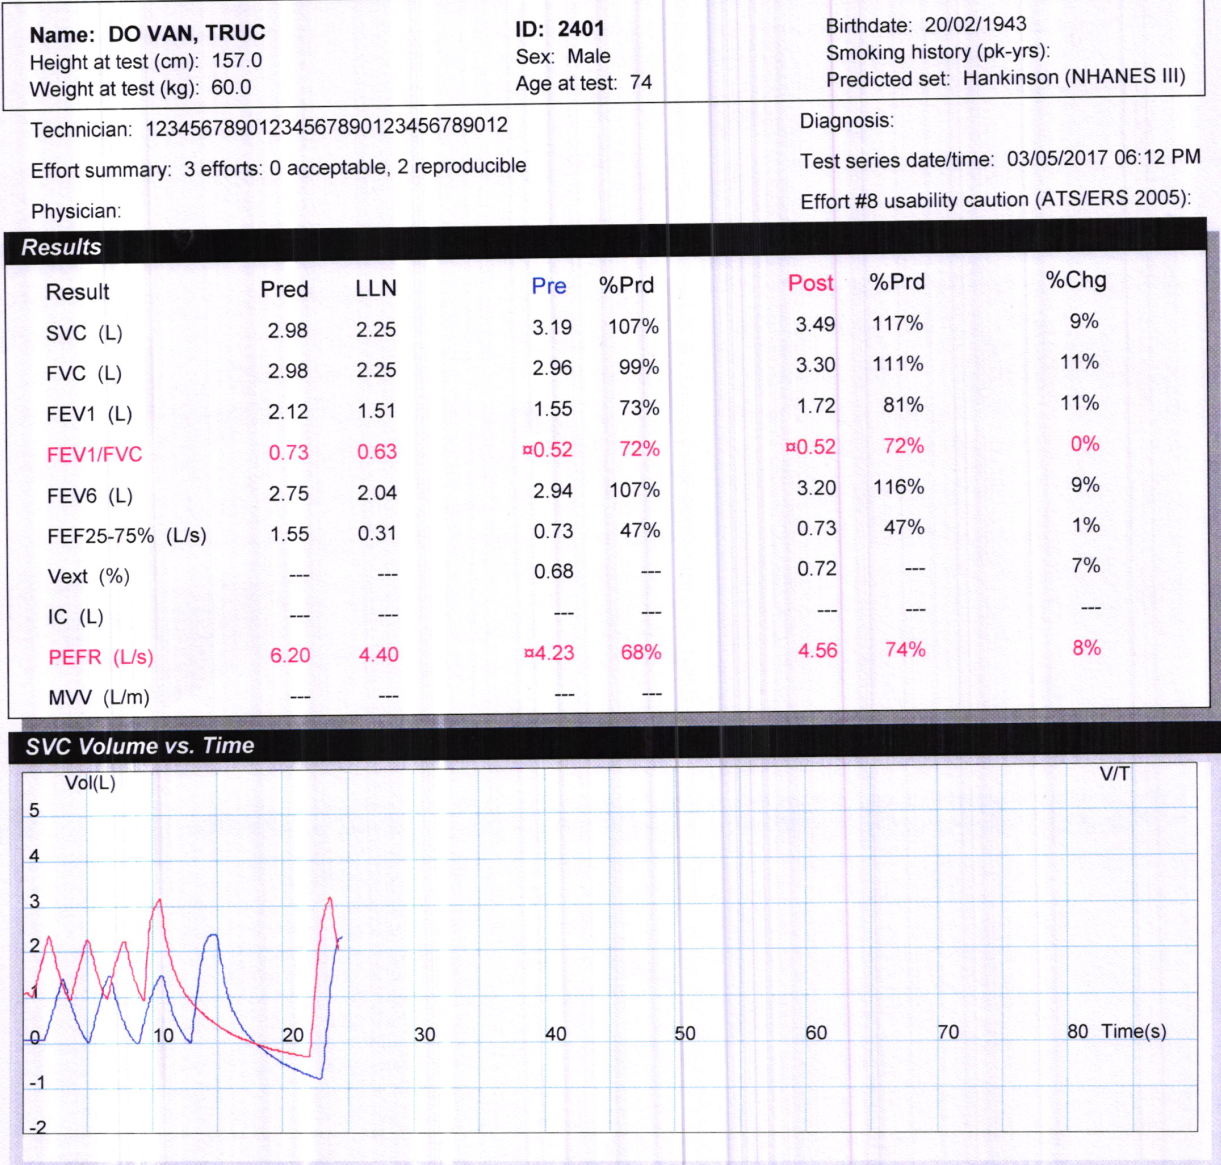 Name: DO VAN, TRUC ID: 2401 Birthdate: 20/02/1943
Height at test (cm): 157.0 Sex: Male Smoking history (pk-yrs):
Weight at test (kg): 60.0 Age at test: 74 Predicted set: Hankinson (NHANES III)
Technician: 12345678901234567890123456789012 Diagnosis:
Effort summary: 3 efforts: 0 acceptable, 2 reproducible Test series date/time: 03/05/2017 06:12 PM
Physician: Effort #8 usability caution (ATS/ERS 2005):
Results
Result Pred LLN Pre %Prd Post %Prd %Chg
SVC (L) 2.98 2.25 3.19 107% 3.49 117% 9%
FVC (L) 2.98 2.25 2.96 99% 3.30 111% 11%
FEV1 (L) 2.12 1.51 1.55 73% 1.72 81% 11%
FEV1/FVC 0.73 0.63 ¤0.52 72% ¤0.52 72% 0%
FEV6 (L) 2.75 2.04 2.94 107% 3.20 116% 9%
FEF25-75% (L/s) 1.55 0.31 0.73 47% 0.73 47% 1%
Vext (%) --- --- 0.68 --- 0.72 --- 7%
IC (L) --- --- --- --- --- --- ---
PEFR (L/s) 6.20 4.40 ¤4.23 68% 4.56 74% 8%
MVV (L/m) --- --- --- ---
SVC Volume vs. Time
Vol(L) V/T
5
4
3
2
1
0 10 20 30 40 50 60 70 80 Time(s)
-1
-2